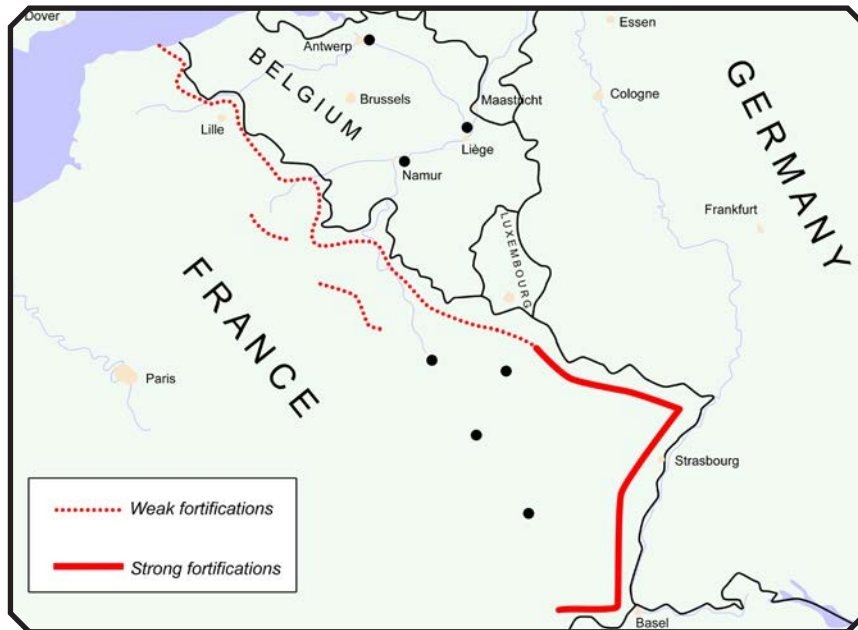 Dover
Essen
Antwerp
BELGIUM
GERMANY
Brussels
Maastricht
Cologne
Lille
Liège
Namur
Frankfurt
LUXEMBOURG
FRANCE
Paris
Strasbourg
Weak fortifications
Strong fortifications
Basel